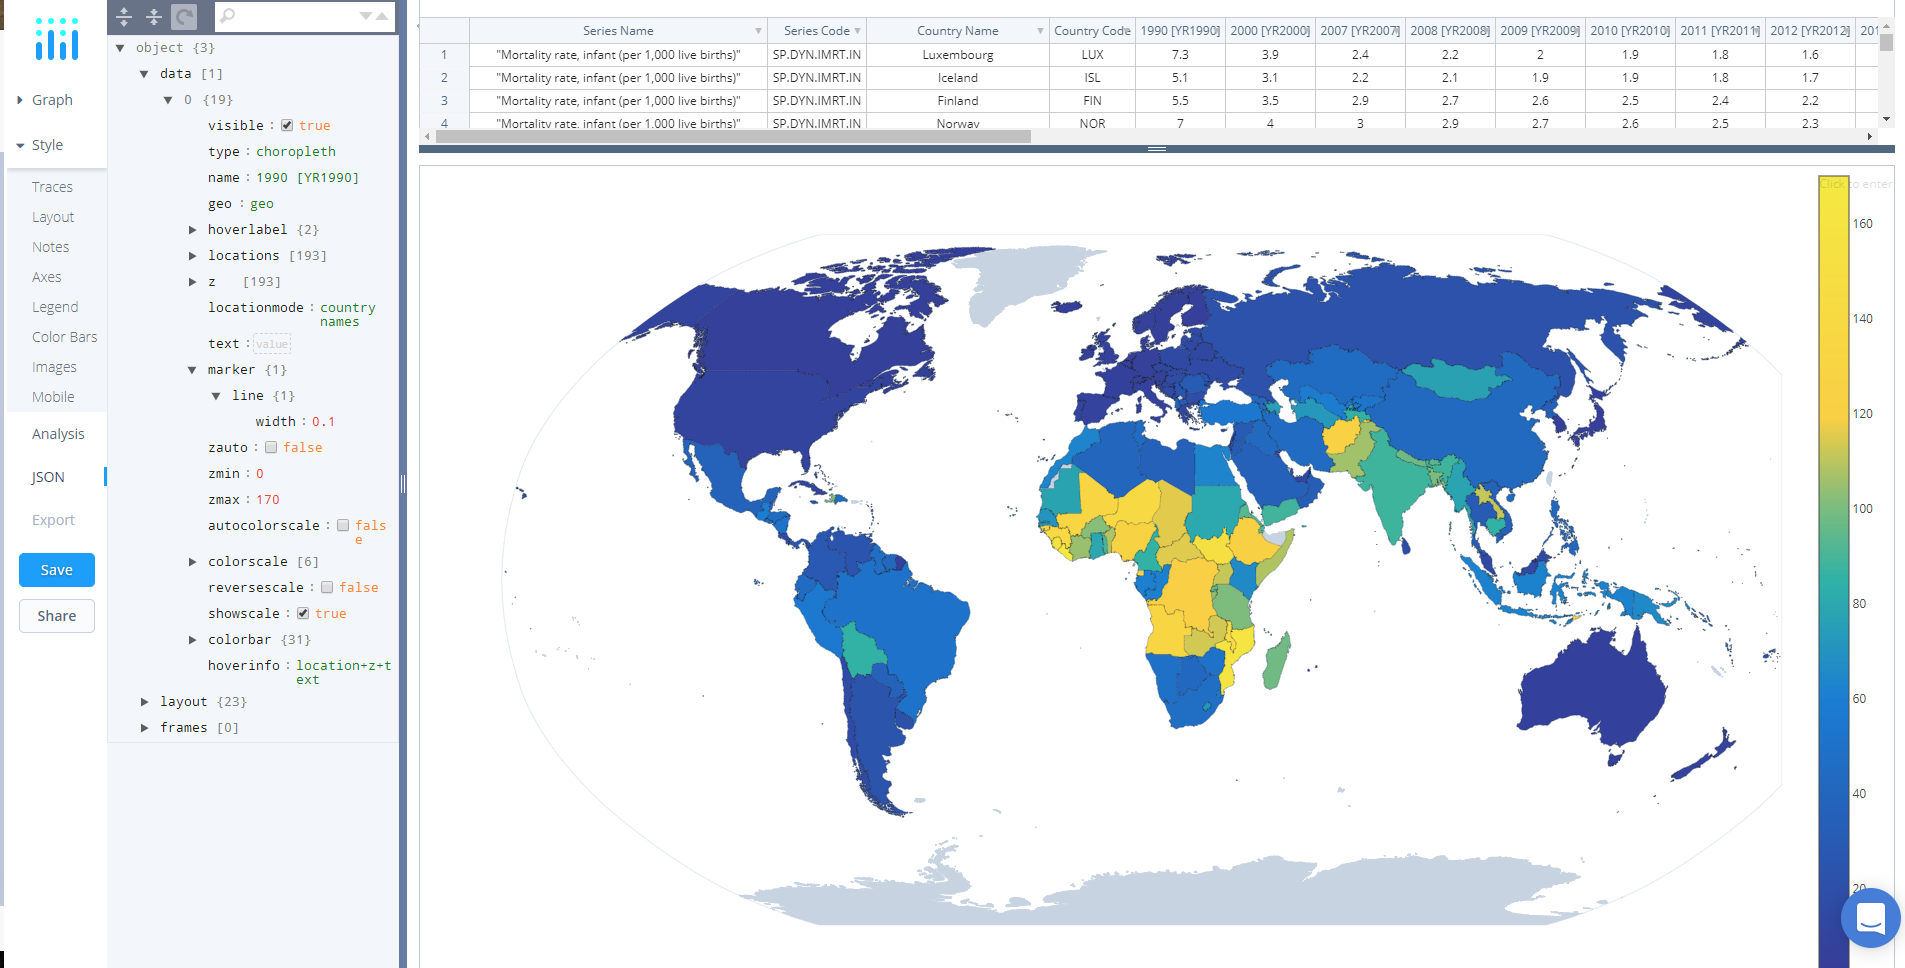 Graph
Style
Traces
Layout
Notes
Axes
Legend
Color Bars
Images
Mobile
Analysis
JSON
Export
Save
Share
object {3}
data [1]
0 {19}
visible : true
type : choropleth
name : 1990 [YR1990]
geo : geo
hoverlabel {2}
locations [193]
z [193]
locationmode : country
names
text : value
marker {1}
line {1}
width : 0.1
zauto : false
zmin : 0
zmax : 170
autocolorscale : fals
e
colorscale [6]
reversescale : false
showscale : true
colorbar {31}
hoverinfo : location+z+t
ext
layout {23}
frames [0]
Series Name Series Code Country Name Country Code 1990 [YR1990] 2000 [YR2000] 2007 [YR2007] 2008 [YR2008] 2009 [YR2009] 2010 [YR2010] 2011 [YR2011] 2012 [YR2012] 201
1 "Mortality rate, infant (per 1,000 live births)" SP.DYN.IMRT.IN Luxembourg LUX 7.3 3.9 2.4 2.2 2 1.9 1.8 1.6
2 "Mortality rate, infant (per 1,000 live births)" SP.DYN.IMRT.IN Iceland ISL 5.1 3.1 2.2 2.1 1.9 1.9 1.8 1.7
3 "Mortality rate, infant (per 1,000 live births)" SP.DYN.IMRT.IN Finland FIN 5.5 3.5 2.9 2.7 2.6 2.5 2.4 2.2
4 "Mortality rate, infant (per 1,000 live births)" SP.DYN.IMRT.IN Norway NOR 7 4 3 2.9 2.7 2.6 2.5 2.3
Click to enter
160
140
120
100
80
60
40
20